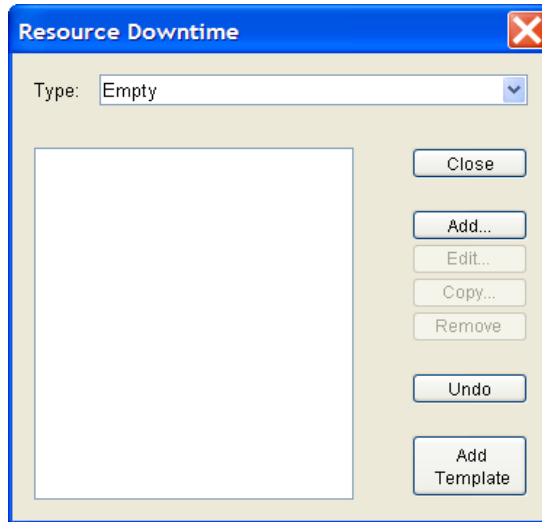 Resource Downtime
Type: Empty
Close
Add...
Edit...
Copy...
Remove
Undo
Add
Template